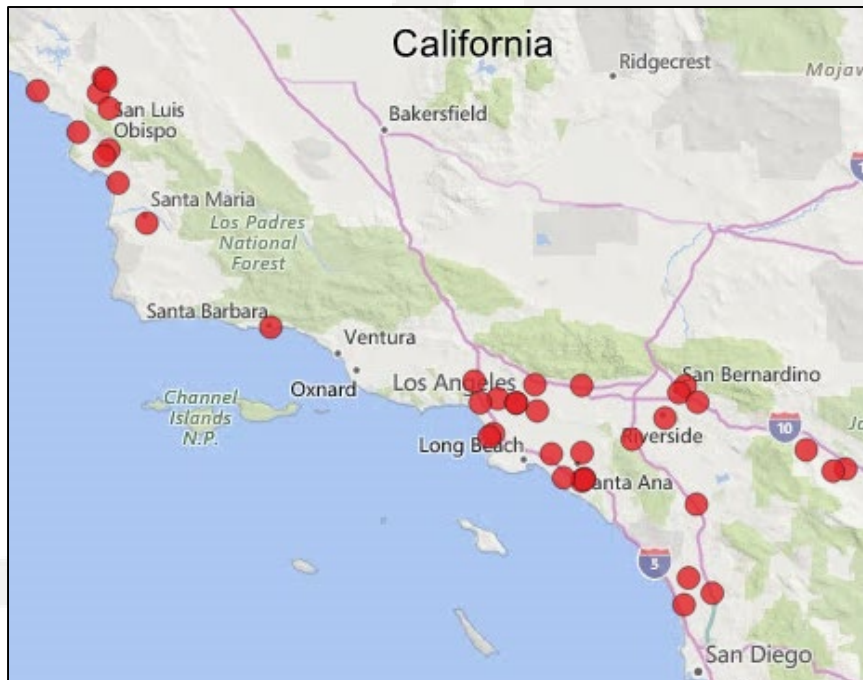 California
Ridgecrest
Bakersfield
San Luis
Obispo
Santa Maria
Los Padres
National
Forest
Santa Barbara
Ventura
Oxnard
Channel
Islands
N.P.
Los Angeles
San Bernardino
10
Riverside
Long Beach
Santa Ana
5
San Diego